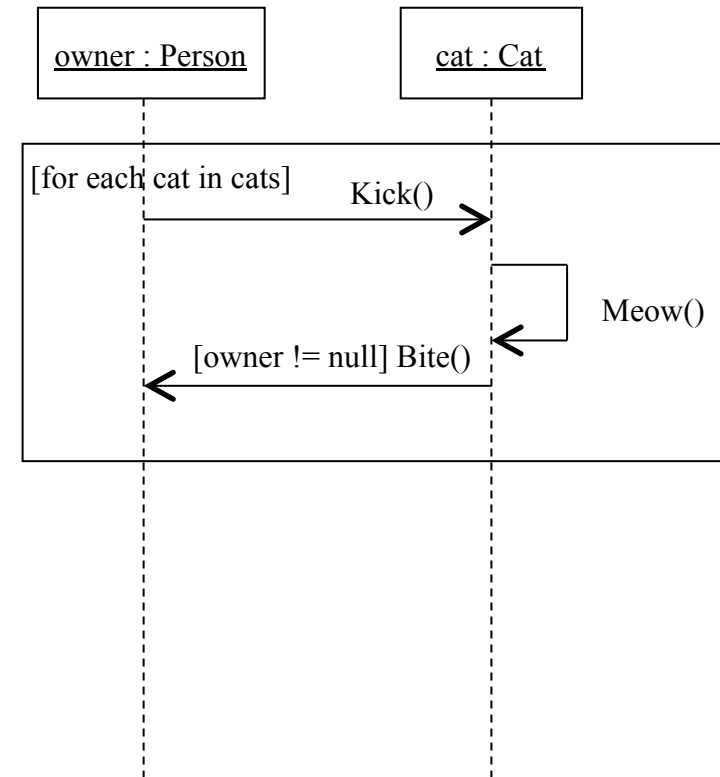 owner : Person
cat : Cat
[for each cat in cats]
Kick()
Meow()
[owner != null] Bite()